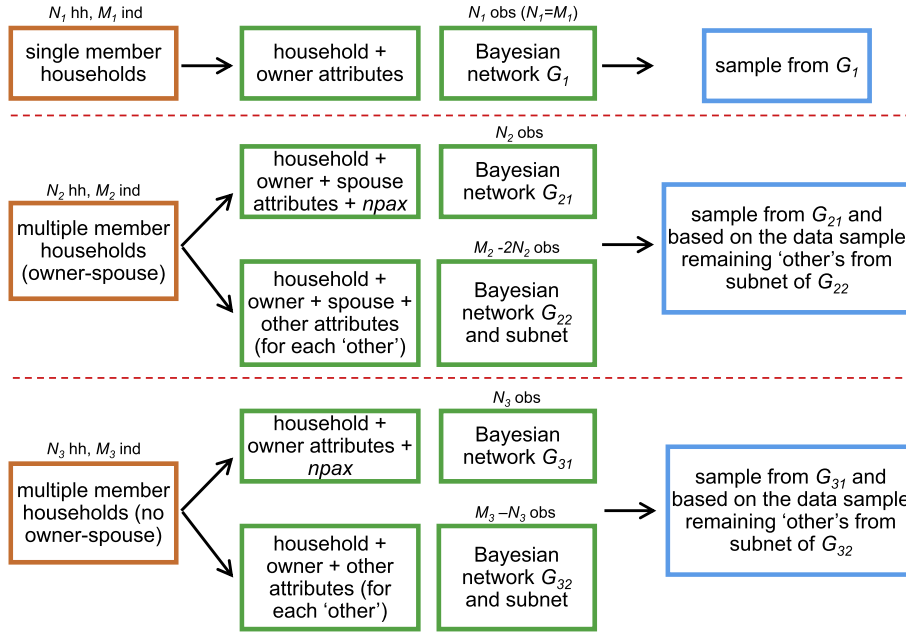 N₁ hh, M₁ ind
single member
households
household +
owner attributes
N₁ obs (N₁=M₁)
Bayesian
network G₁
sample from G₁
N₂ hh, M₂ ind
multiple member
households
(owner-spouse)
household +
owner + spouse
attributes + npax
N₂ obs
Bayesian
network G₂₁
household +
owner + spouse +
other attributes
(for each ‘other’)
M₂ -2N₂ obs
Bayesian
network G₂₂
and subnet
sample from G₂₁ and
based on the data sample
remaining ‘other’s from
subnet of G₂₂
N₃ hh, M₃ ind
multiple member
households (no
owner-spouse)
household +
owner attributes +
npax
N₃ obs
Bayesian
network G₃₁
household +
owner + other
attributes (for
each ‘other’)
M₃ –N₃ obs
Bayesian
network G₃₂
and subnet
sample from G₃₁ and
based on the data sample
remaining ‘other’s from
subnet of G₃₂